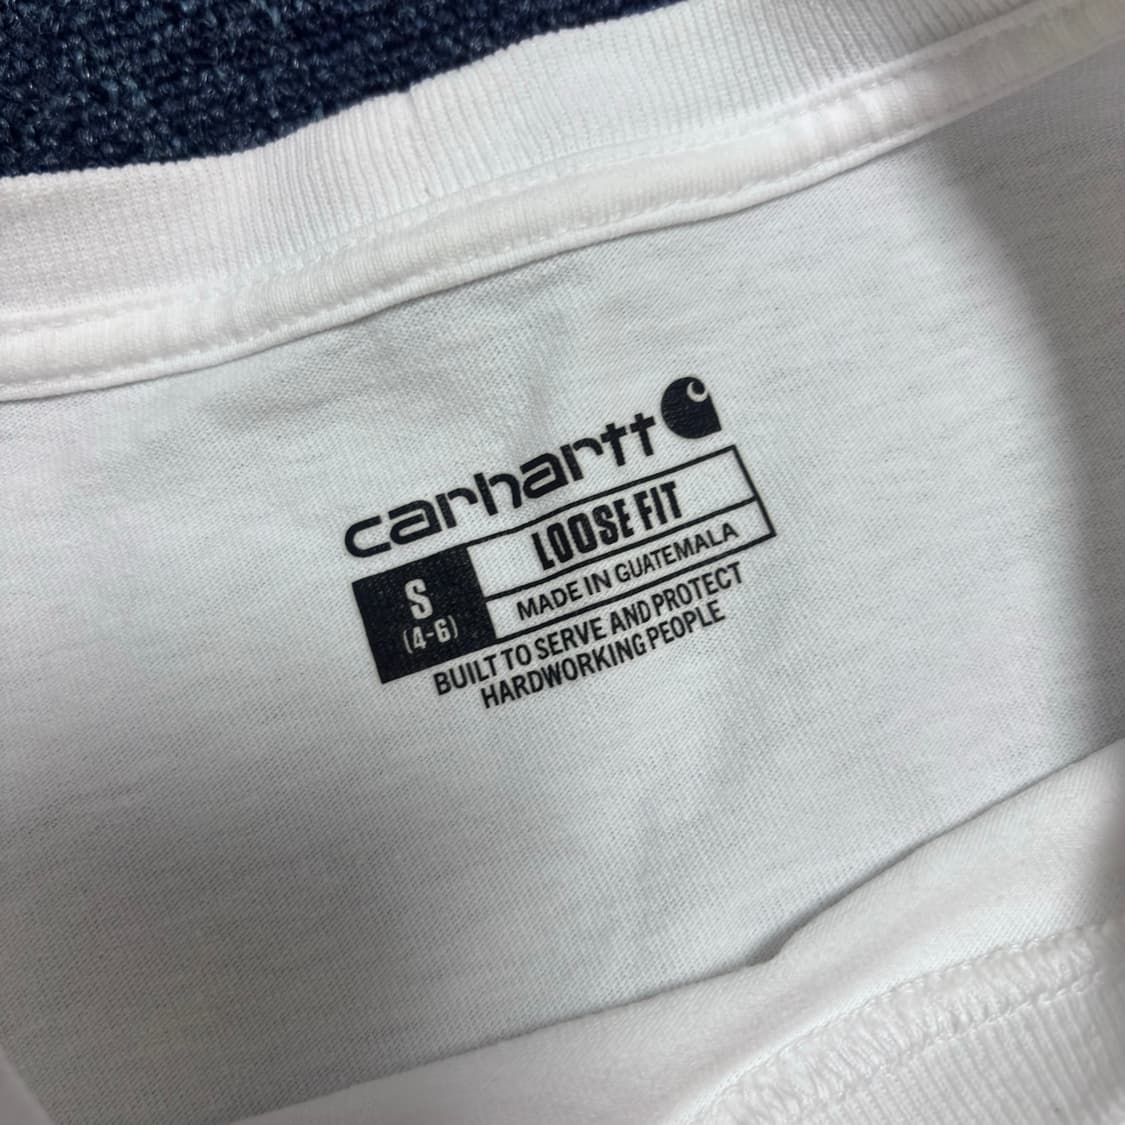 carhartt
S
(4-6)
LOOSE FIT
MADE IN GUATEMALA
BUILT TO SERVE AND PROTECT
HARDWORKING PEOPLE